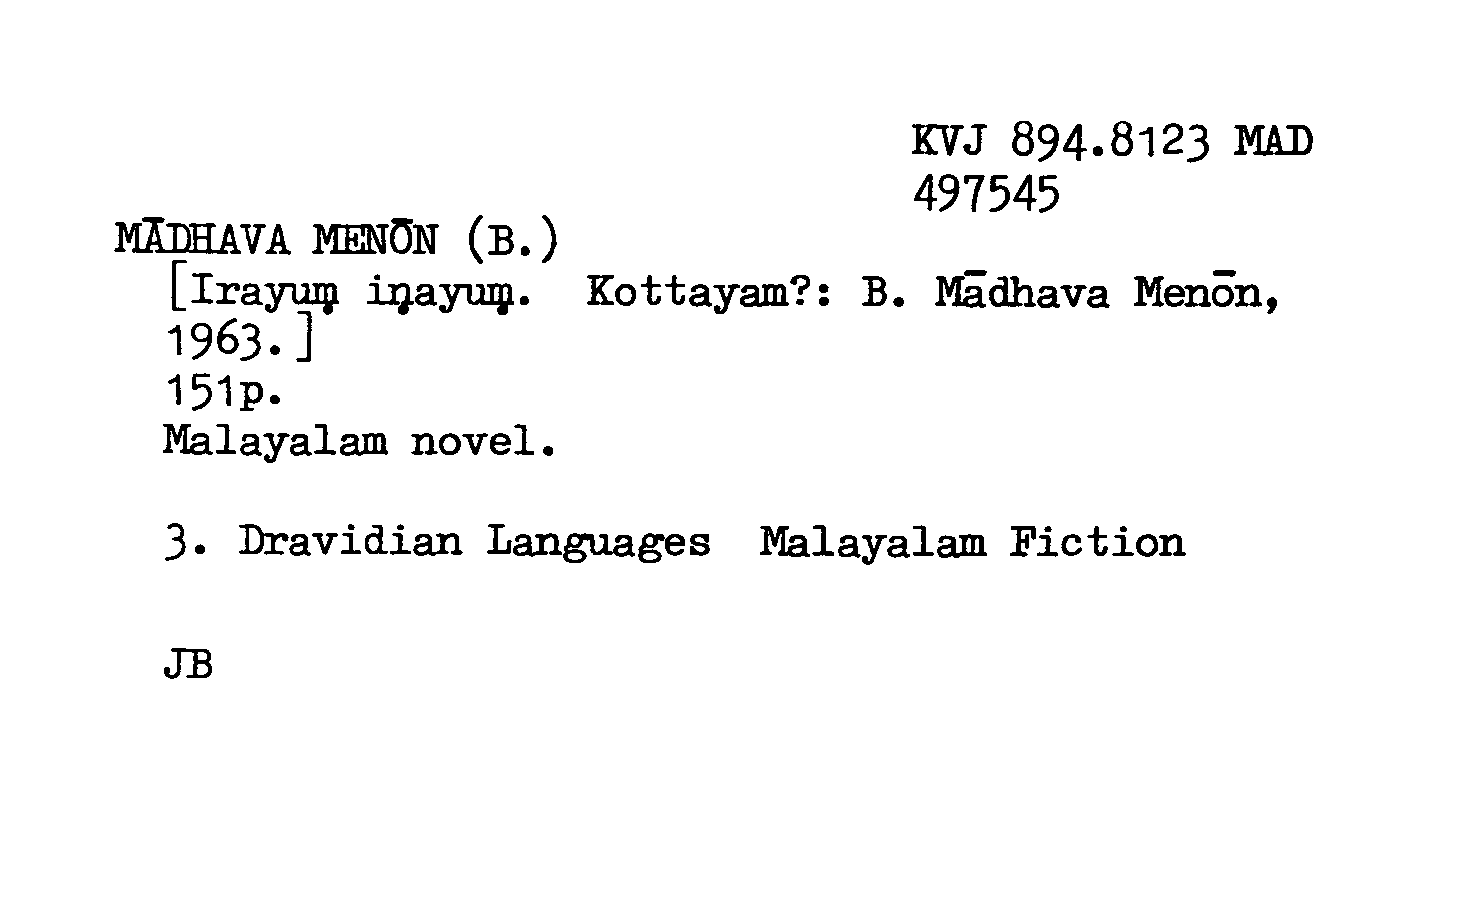 KVJ 894.8123 MAD
497545
MĀDHAVA MENŌN (B.)
[Irayuṃ iṇayuṃ. Kottayam?: B. Mādhava Menōn,
1963.]
151p.
Malayalam novel.
3. Dravidian Languages Malayalam Fiction
JB